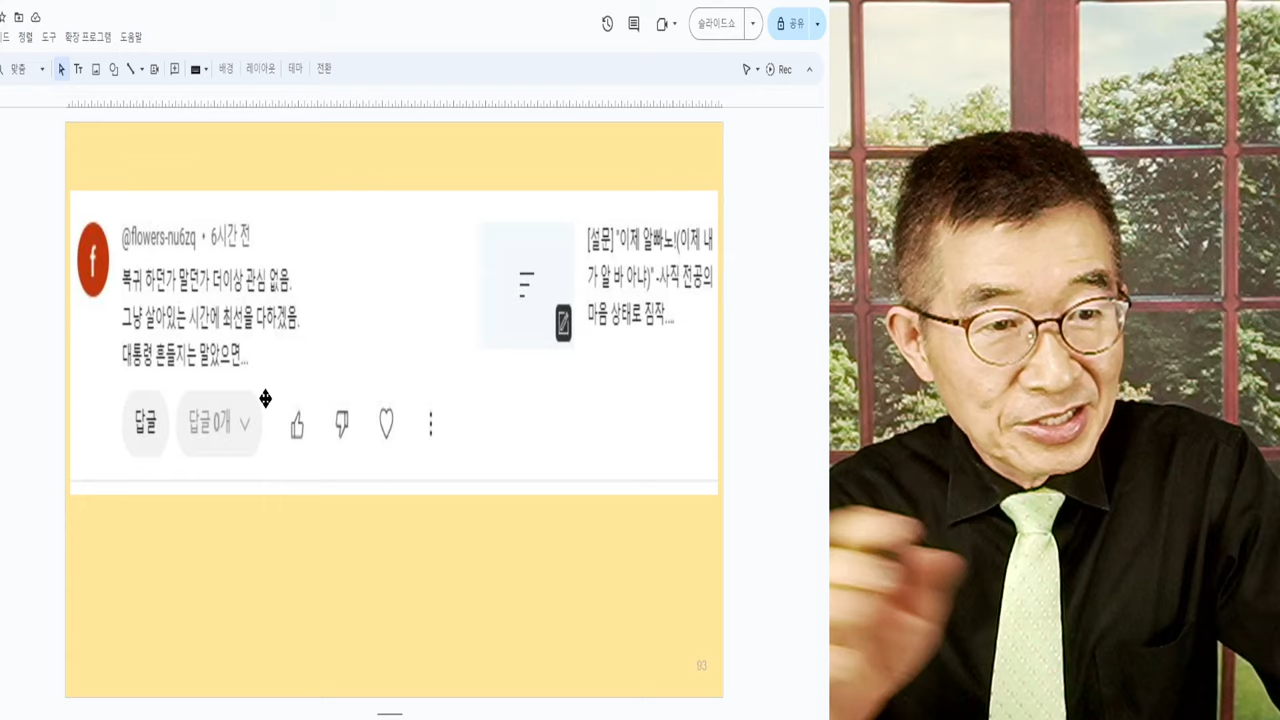 정렬 도구 확장 프로그램 도움말
슬라이드쇼
공유
맞춤
배경
레이아웃
테마
전환
Rec
@flowers-nu6zq • 6시간 전
복귀 하던가 말던가 더이상 관심 없음.
그냥 살아있는 시간에 최선을 다하겠음.
대통령 흔들지는 말았으면...
답글
답글 0개
[설문] "이제 알빠노!(이제 내
가 알 바 아냐)" -사직 전공의
마음 상태로 짐작....
93